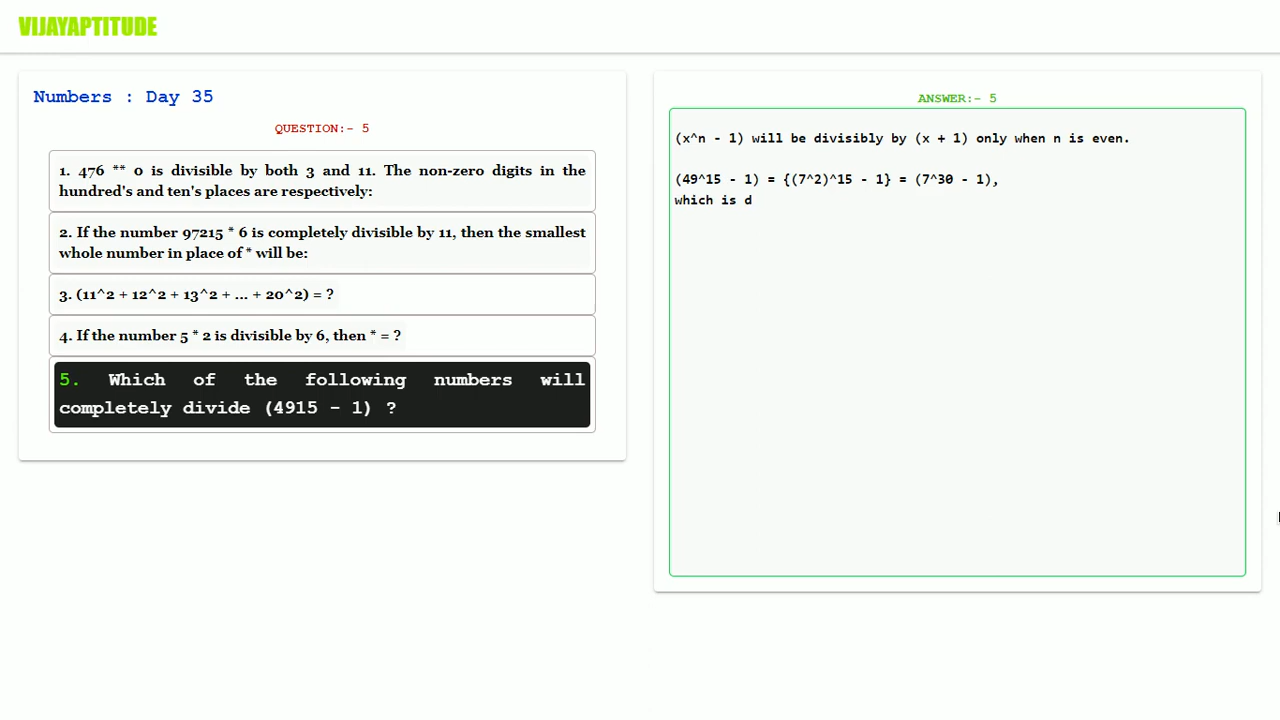 VIJAYAPTITUDE
Numbers : Day 35
QUESTION:- 5
1. 476 ** 0 is divisible by both 3 and 11. The non-zero digits in the
hundred's and ten's places are respectively:
2. If the number 97215 * 6 is completely divisible by 11, then the smallest
whole number in place of * will be:
3. (11^2 + 12^2 + 13^2 + ... + 20^2) = ?
4. If the number 5 * 2 is divisible by 6, then * = ?
5. Which of the following numbers will
completely divide (4915 - 1) ?
ANSWER:- 5
(x^n - 1) will be divisibly by (x + 1) only when n is even.
(49^15 - 1) = {(7^2)^15 - 1} = (7^30 - 1),
which is d